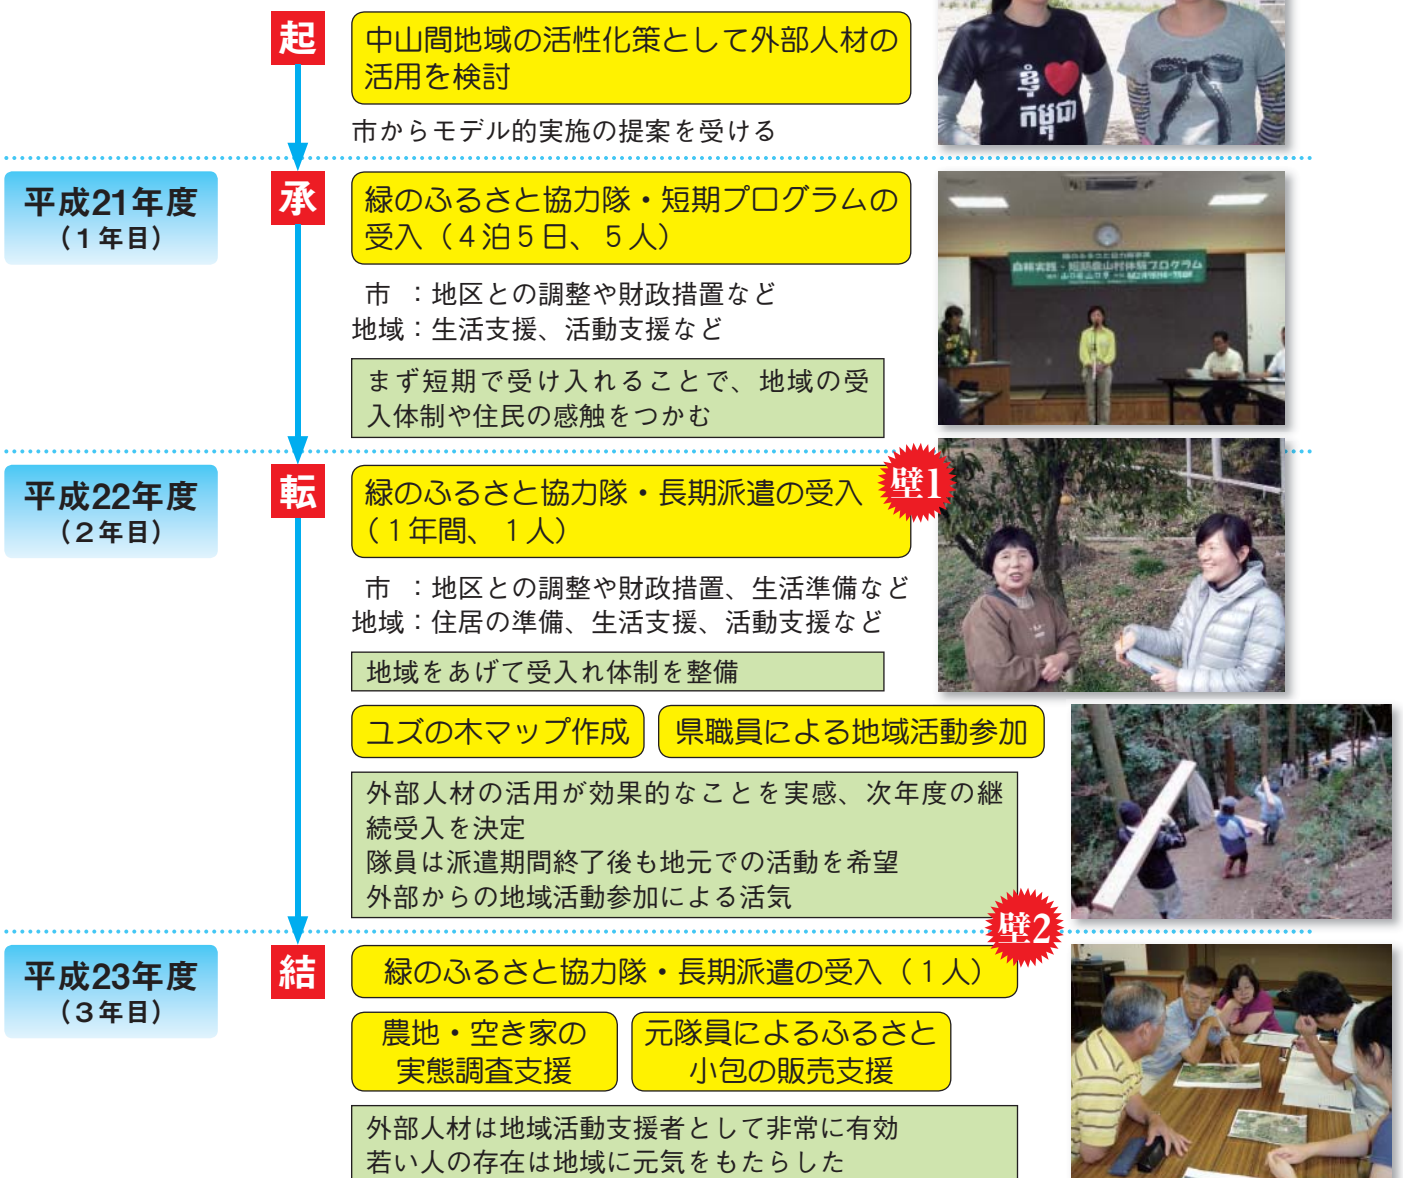 起
中山間地域の活性化策として外部人材の
活用を検討
市からモデル的実施の提案を受ける
ខ្ញុំ
កម្ពុជា
平成21年度
（1年目）
承
緑のふるさと協力隊・短期プログラムの
受入（4泊5日、5人）
市　：地区との調整や財政措置など
地域：生活支援、活動支援など
まず短期で受け入れることで、地域の受
入体制や住民の感触をつかむ
平成22年度
（2年目）
転
緑のふるさと協力隊・長期派遣の受入
（1年間、1人）
壁1
市　：地区との調整や財政措置、生活準備など
地域：住居の準備、生活支援、活動支援など
地域をあげて受入れ体制を整備
ユズの木マップ作成
県職員による地域活動参加
外部人材の活用が効果的なことを実感、次年度の継
続受入を決定
隊員は派遣期間終了後も地元での活動を希望
外部からの地域活動参加による活気
壁2
平成23年度
（3年目）
結
緑のふるさと協力隊・長期派遣の受入（1人）
農地・空き家の
実態調査支援
元隊員によるふるさと
小包の販売支援
外部人材は地域活動支援者として非常に有効
若い人の存在は地域に元気をもたらした